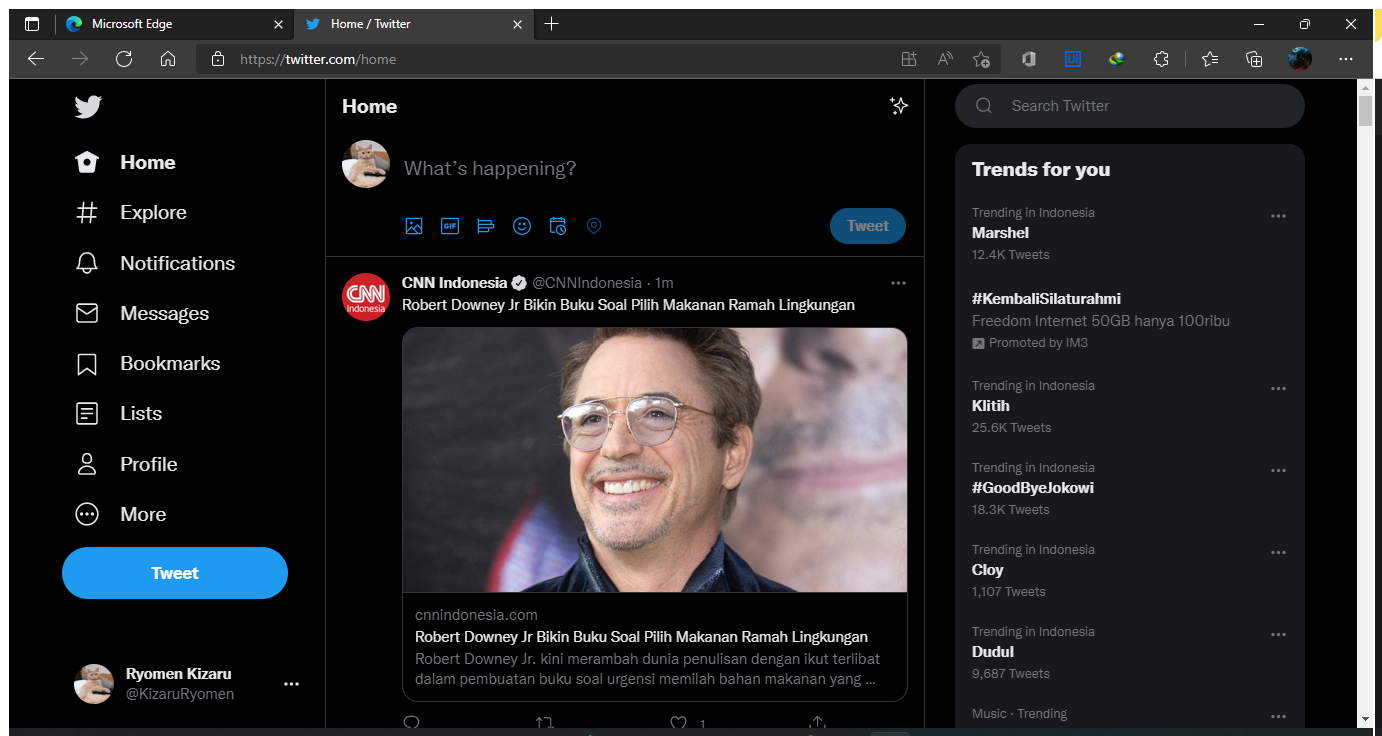 Microsoft Edge
Home / Twitter
https://twitter.com/home
Home
Explore
Notifications
Messages
Bookmarks
Lists
Profile
More
Tweet
Ryomen Kizaru
@KizaruRyomen
Home
What's happening?
GIF
Tweet
CNN Indonesia @CNNIndonesia · 1m
Robert Downey Jr Bikin Buku Soal Pilih Makanan Ramah Lingkungan
CNN
Indonesia
cnnindonesia.com
Robert Downey Jr Bikin Buku Soal Pilih Makanan Ramah Lingkungan
Robert Downey Jr. kini merambah dunia penulisan dengan ikut terlibat
dalam pembuatan buku soal urgensi memilah bahan makanan yang ...
1
Search Twitter
Trends for you
Trending in Indonesia
Marshel
12.4K Tweets
#KembaliSilaturahmi
Freedom Internet 50GB hanya 100ribu
Promoted by IM3
Trending in Indonesia
Klitih
25.6K Tweets
Trending in Indonesia
#GoodByeJokowi
18.3K Tweets
Trending in Indonesia
Cloy
1,107 Tweets
Trending in Indonesia
Dudul
9,687 Tweets
Music · Trending